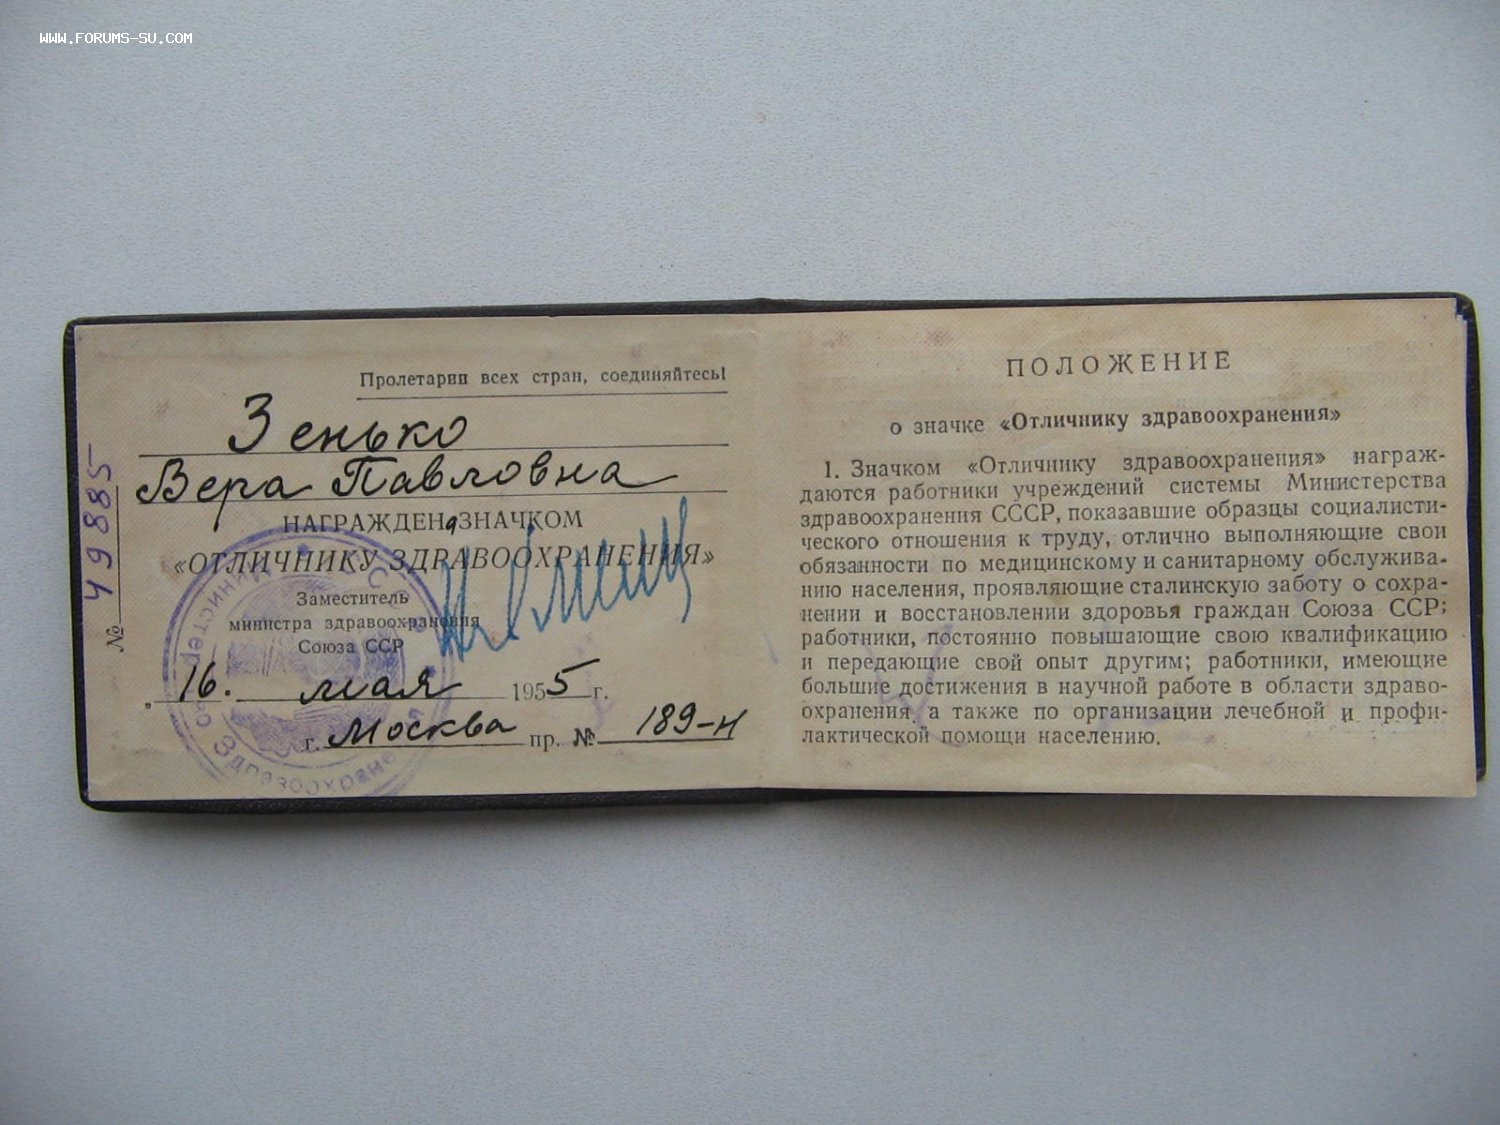 WWW.FORUMS-SU.COM
Пролетарии всех стран, соединяйтесь!
Зенько
Вера Павловна
НАГРАЖДЕНа ЗНАЧКОМ
«ОТЛИЧНИКУ ЗДРАВООХРАНЕНИЯ»
Заместитель
министра здравоохранения
Союза ССР
„16. мая 1955 г.
г. Москва пр. № 189-н
№ 49885
Министерство Здравоохранения
ПОЛОЖЕНИЕ
о значке «Отличнику здравоохранения»
1. Значком «Отличнику здравоохранения» награж-
даются работники учреждений системы Министерства
здравоохранения СССР, показавшие образцы социалисти-
ческого отношения к труду, отлично выполняющие свои
обязанности по медицинскому и санитарному обслужива-
нию населения, проявляющие сталинскую заботу о сохра-
нении и восстановлении здоровья граждан Союза ССР;
работники, постоянно повышающие свою квалификацию
и передающие свой опыт другим; работники, имеющие
большие достижения в научной работе в области здраво-
охранения, а также по организации лечебной и профи-
лактической помощи населению.